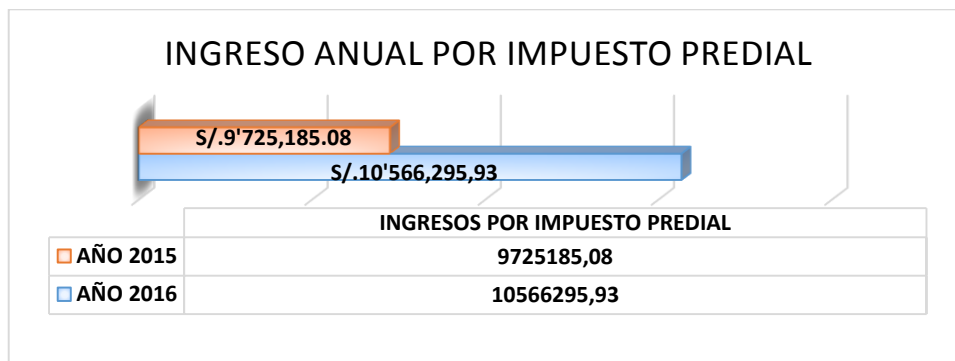 INGRESO ANUAL POR IMPUESTO PREDIAL
S/.9'725,185.08
S/.10'566,295,93
INGRESOS POR IMPUESTO PREDIAL
AÑO 2015 9725185,08
AÑO 2016 10566295,93